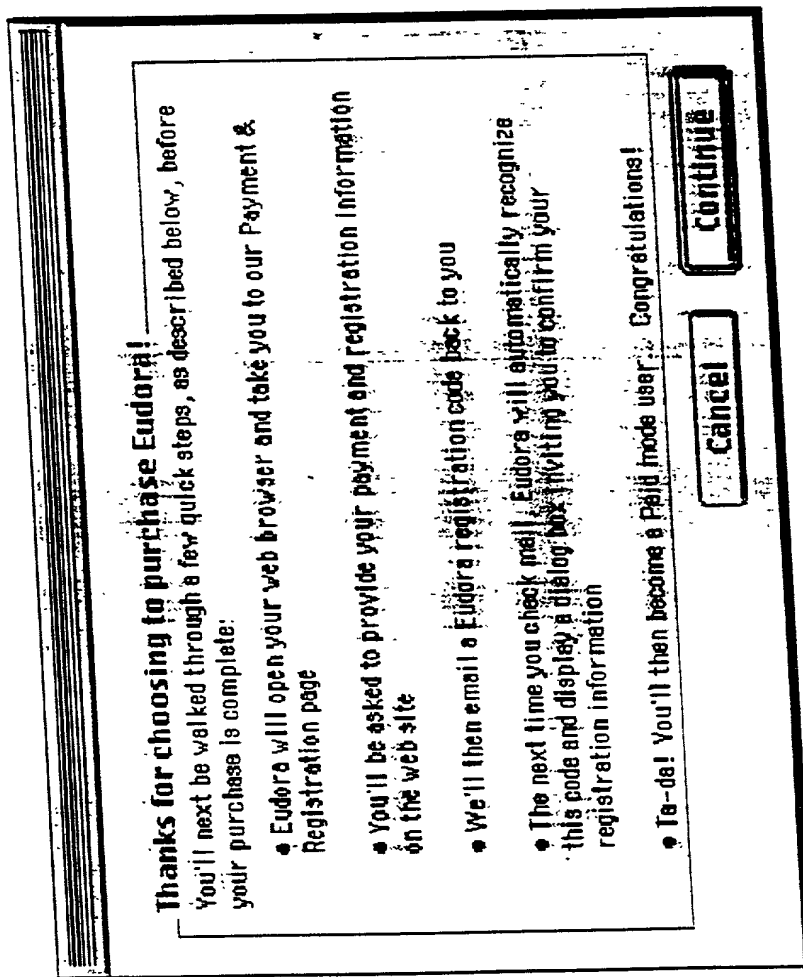 Thanks for choosing to purchase Eudora!
You'll next be walked through a few quick steps, as described below, before
your purchase is complete:
● Eudora will open your web browser and take you to our Payment &
Registration page
● You'll be asked to provide your payment and registration information
on the web site
● We'll then email a Eudora registration code back to you
● The next time you check mail, Eudora will automatically recognize
this code and display a dialog box inviting you to confirm your
registration information
● Ta-da! You'll then become a Paid mode user... Congratulations!
Cancel
Continue